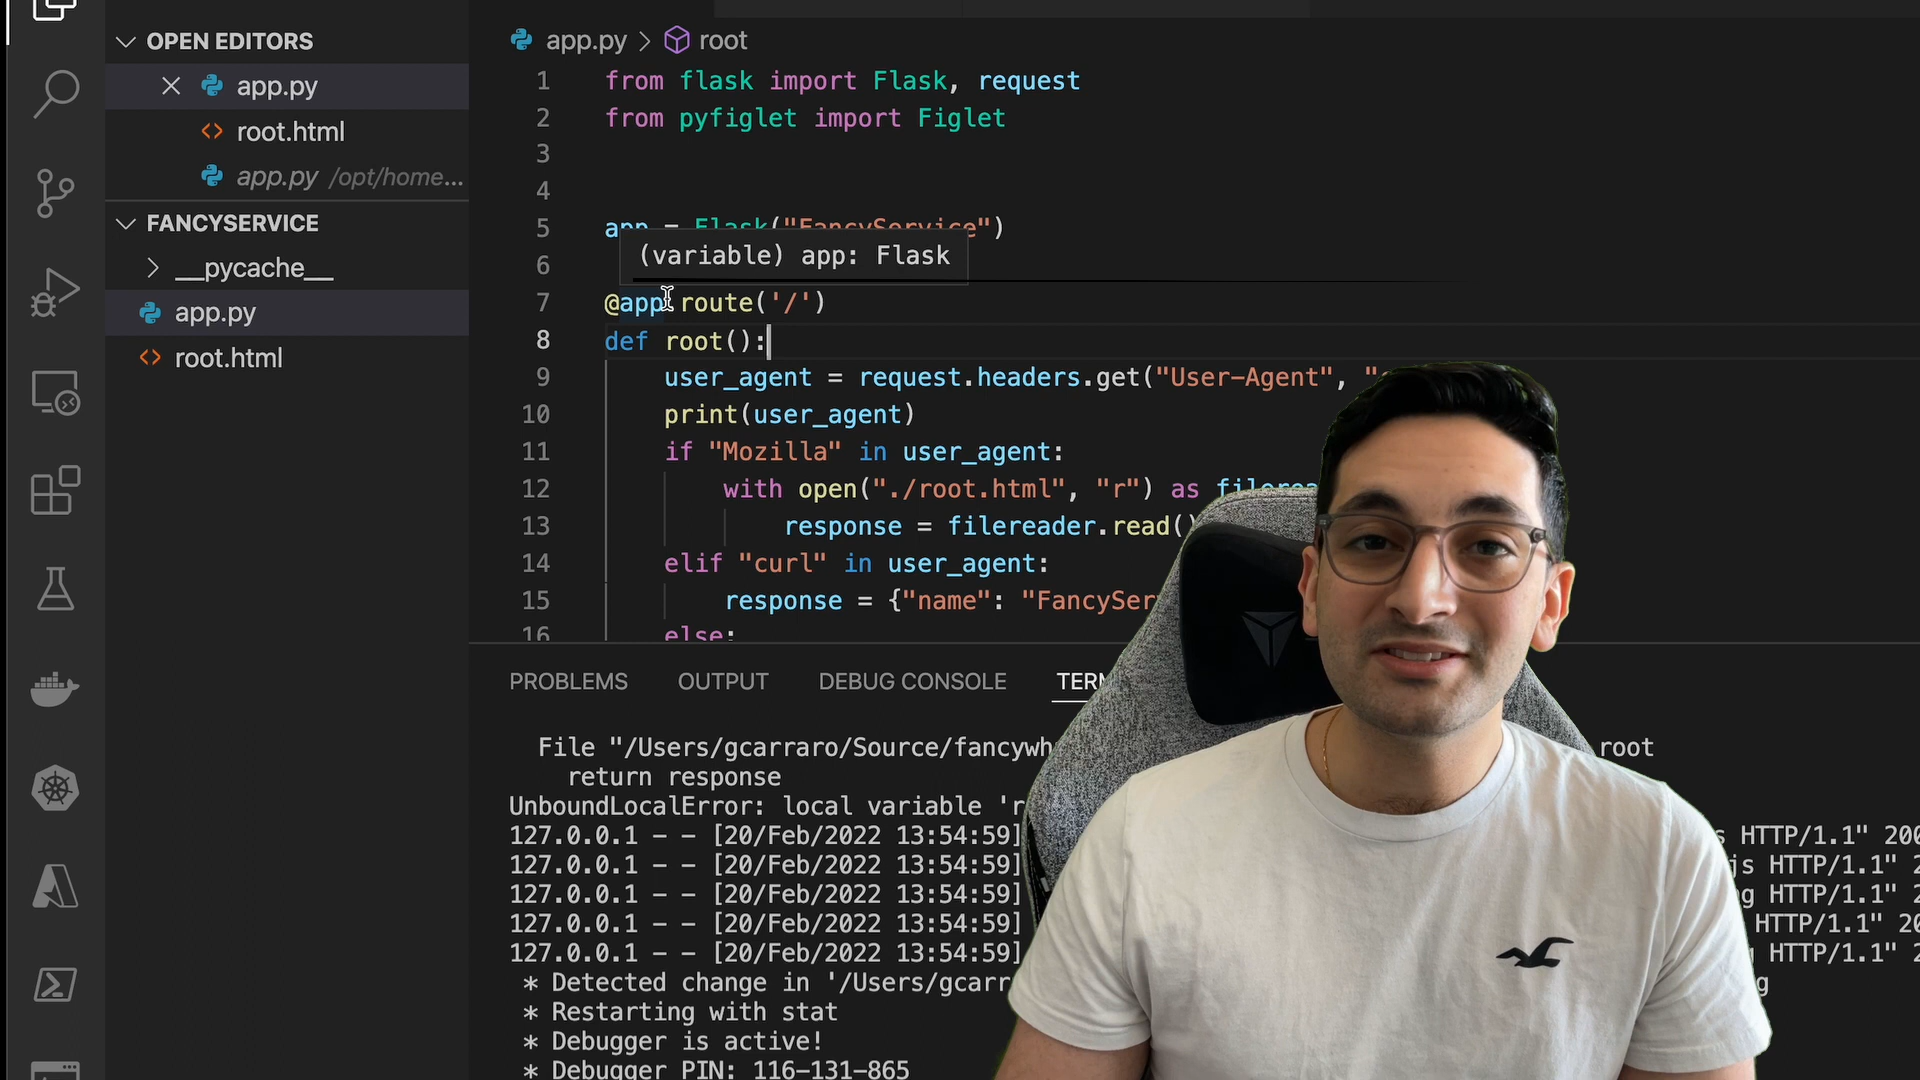 OPEN EDITORS
app.py
root.html
app.py /opt/home...
FANCYSERVICE
__pycache__
app.py
root.html
app.py > root
1 from flask import Flask, request
2 from pyfiglet import Figlet
3
4
5 app = Flask("FancyService")
6
(variable) app: Flask
7 @app.route('/')
8 def root():
9 user_agent = request.headers.get("User-Agent", "
10 print(user_agent)
11 if "Mozilla" in user_agent:
12 with open("./root.html", "r") as filerea
13 response = filereader.read()
14 elif "curl" in user_agent:
15 response = {"name": "FancySer
16 else:
PROBLEMS OUTPUT DEBUG CONSOLE TERM
File "/Users/gcarraro/Source/fancywh root
return response
UnboundLocalError: local variable 'r
127.0.0.1 - - [20/Feb/2022 13:54:59] s HTTP/1.1" 200
127.0.0.1 - - [20/Feb/2022 13:54:59] js HTTP/1.1" 2
127.0.0.1 - - [20/Feb/2022 13:54:59] g HTTP/1.1" 2
127.0.0.1 - - [20/Feb/2022 13:54:59] HTTP/1.1" 20
127.0.0.1 - - [20/Feb/2022 13:54:59] HTTP/1.1" 2
* Detected change in '/Users/gcarr g
* Restarting with stat
* Debugger is active!
* Debugger PIN: 116-131-865